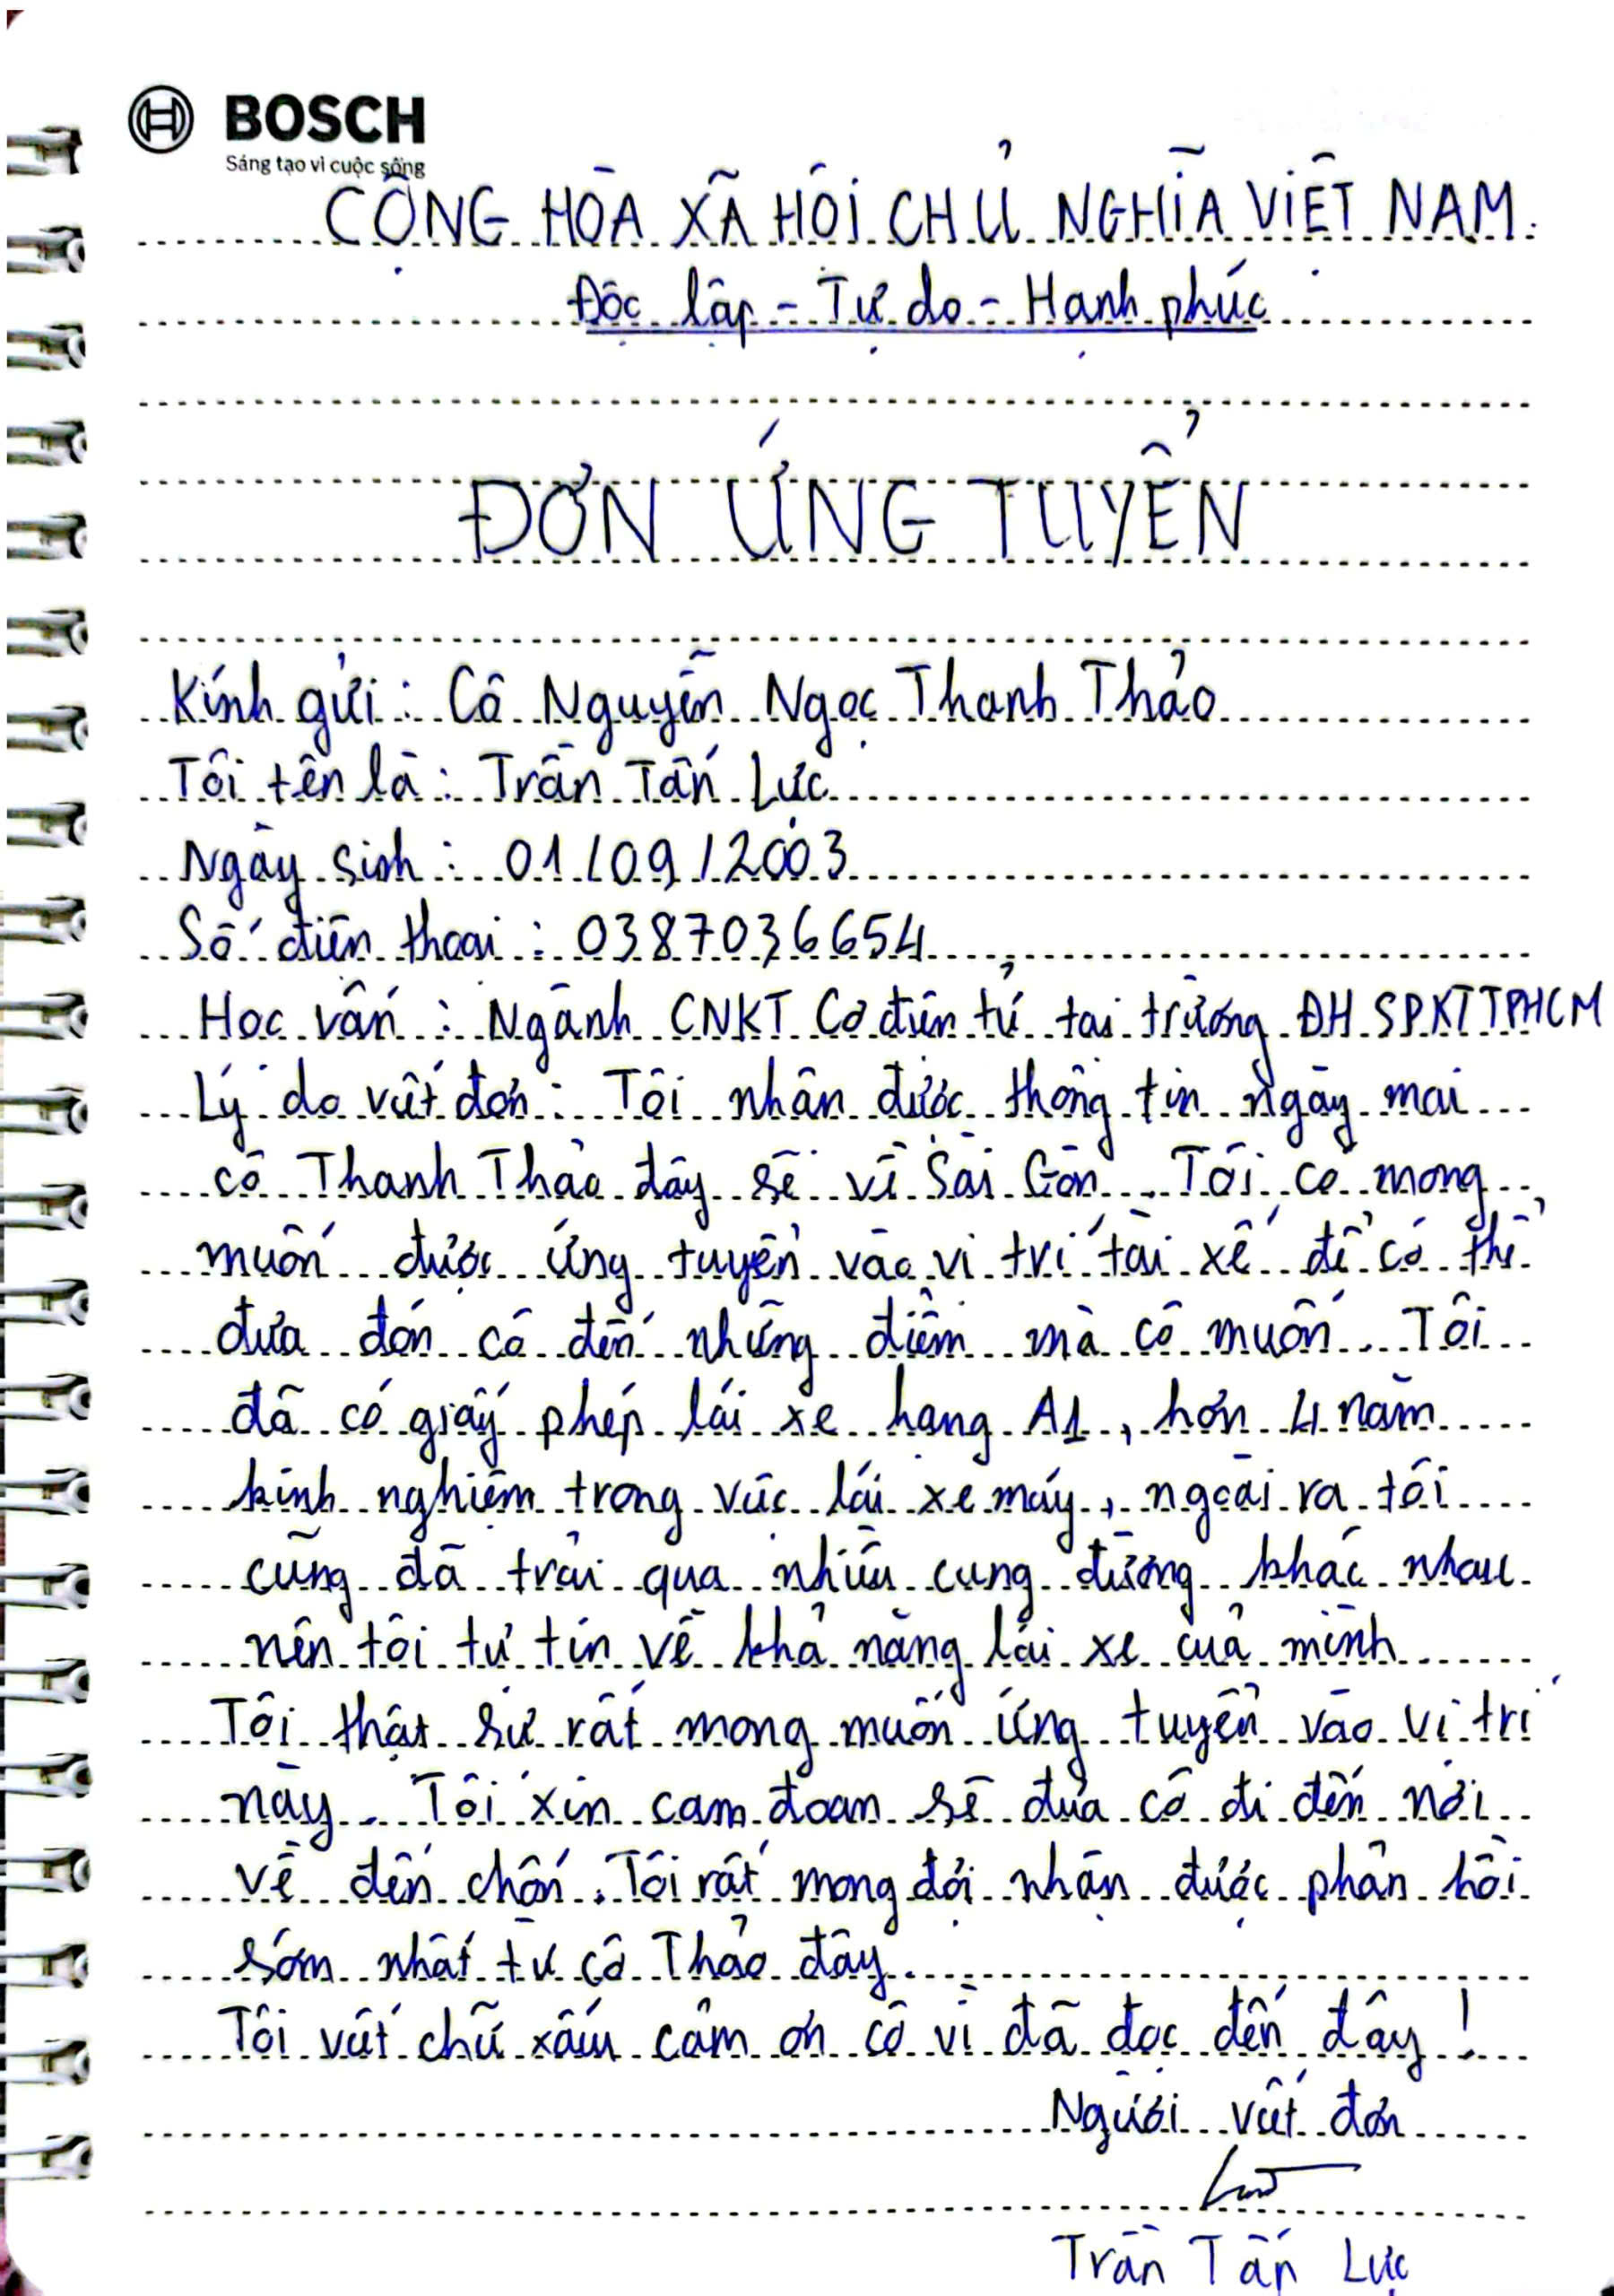 BOSCH
Sáng tạo vì cuộc sống
CỘNG HÒA XÃ HỘI CHỦ NGHĨA VIỆT NAM
Độc lập - Tự do - Hạnh phúc
ĐƠN ỨNG TUYỂN
Kính gửi : Cô Nguyễn Ngọc Thanh Thảo
Tôi tên là : Trần Tấn Lực
Ngày sinh : 01/09/2003
Số điện thoại : 0387036654
Học vấn : Ngành CNKT Cơ điện tử tại trường ĐH SPKTTPHCM
Lý do viết đơn : Tôi nhận được thông tin ngày mai
cô Thanh Thảo đây sẽ về Sài Gòn. Tôi có mong
muốn được ứng tuyển vào vị trí tài xế để có thể
đưa đón cô đến những điểm mà cô muốn. Tôi
đã có giấy phép lái xe hạng A1, hơn 4 năm
kinh nghiệm trong vực lái xe máy, ngoài ra tôi
cũng đã trải qua nhiều cung đường khác nhau
nên tôi tự tin về khả năng lái xe của mình
Tôi thật sự rất mong muốn ứng tuyển vào vị trí
này. Tôi xin cam đoan sẽ đưa cô đi đến nơi
về đến chốn. Tôi rất mong đợi nhận được phản hồi
sớm nhất từ cô Thảo đây.
Tôi viết chữ xấu cảm ơn cô vì đã đọc đến đây !
Người viết đơn
Trần Tấn Lực